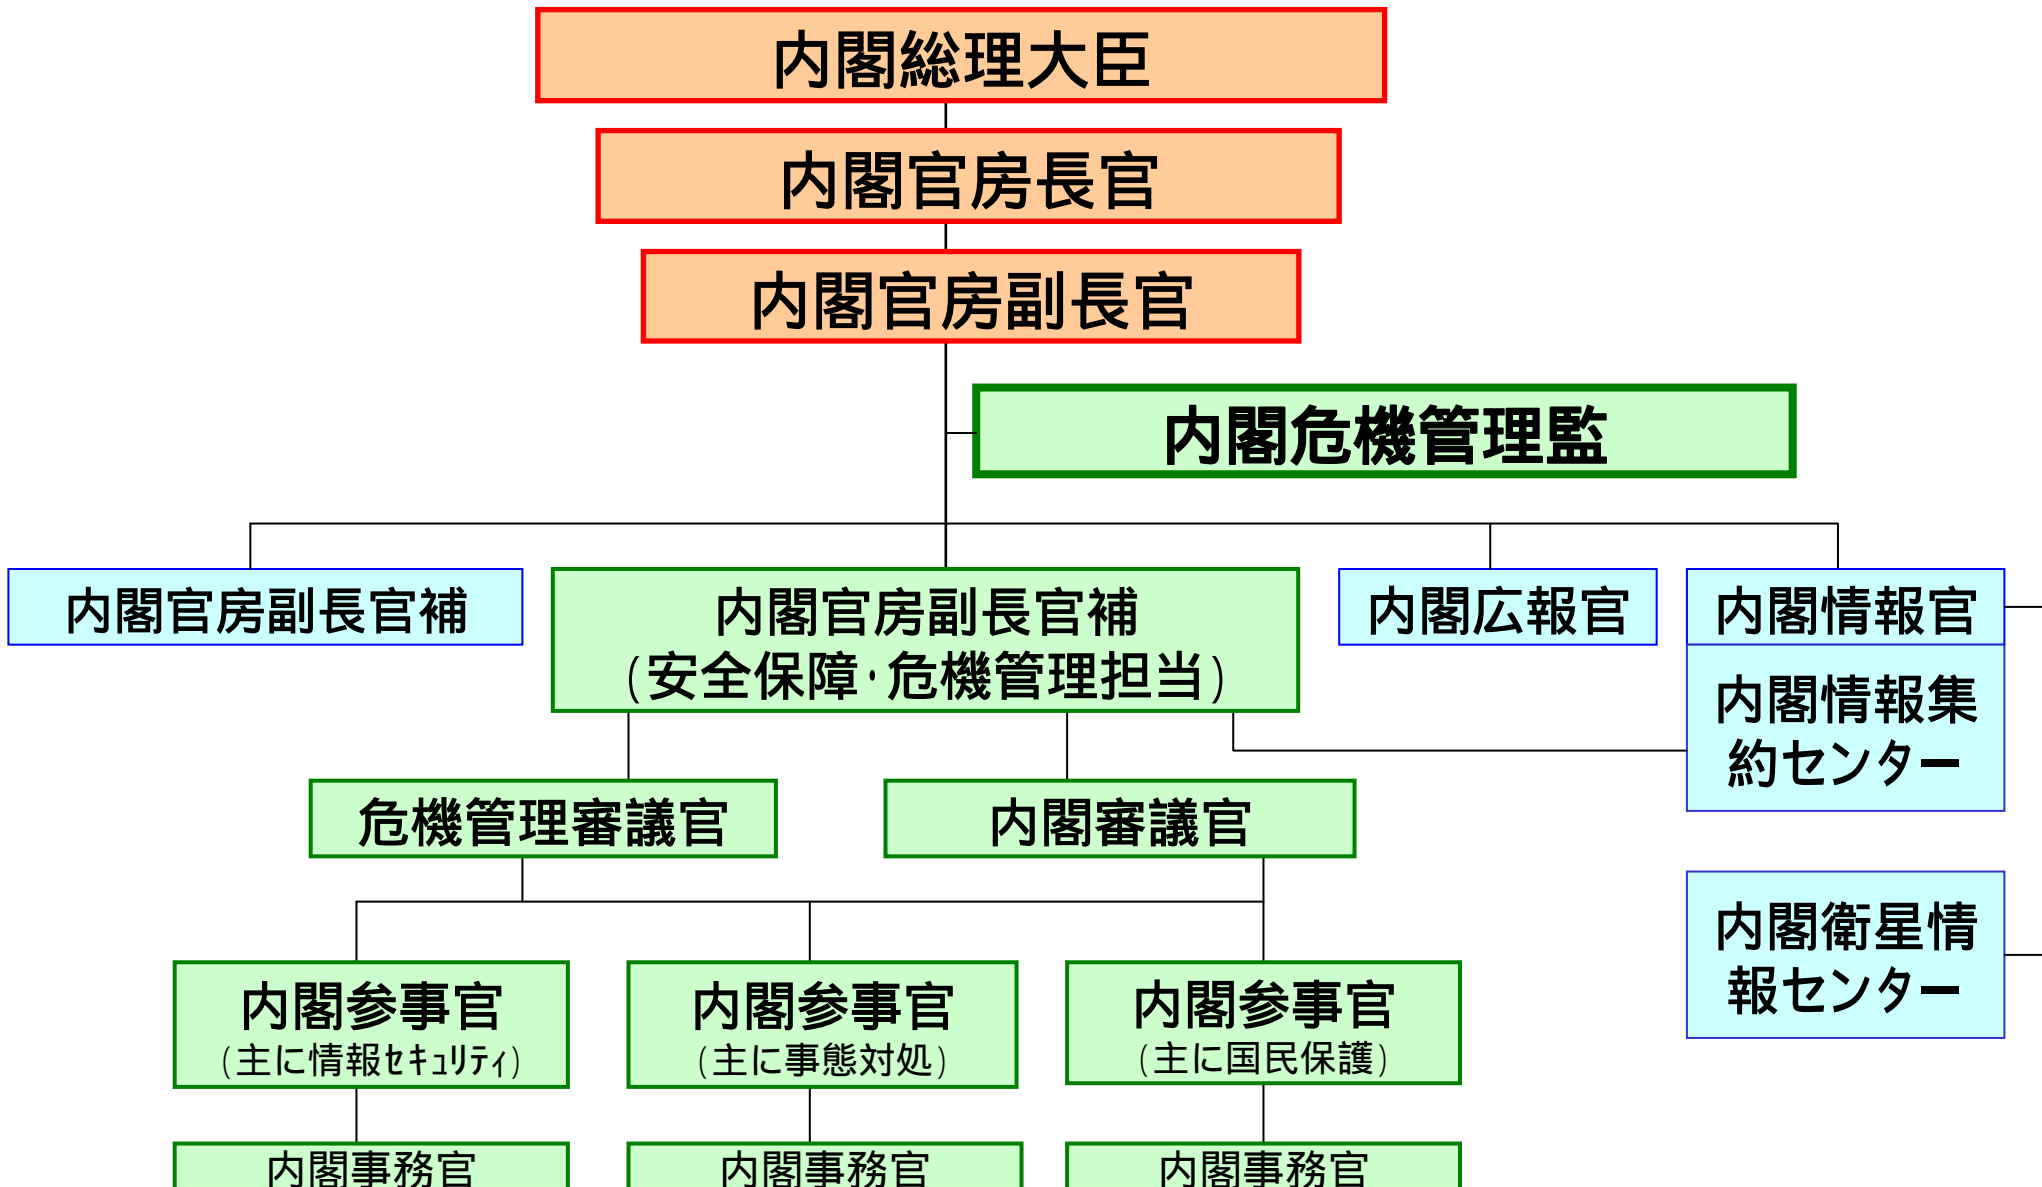 内閣総理大臣
内閣官房長官
内閣官房副長官
内閣危機管理監
内閣官房副長官補
内閣官房副長官補
(安全保障･危機管理担当)
内閣広報官
内閣情報官
内閣情報集
約センター
危機管理審議官
内閣審議官
内閣衛星情
報センター
内閣参事官
(主に情報ｾｷｭﾘﾃｨ)
内閣参事官
(主に事態対処)
内閣参事官
(主に国民保護)
内閣事務官
内閣事務官
内閣事務官